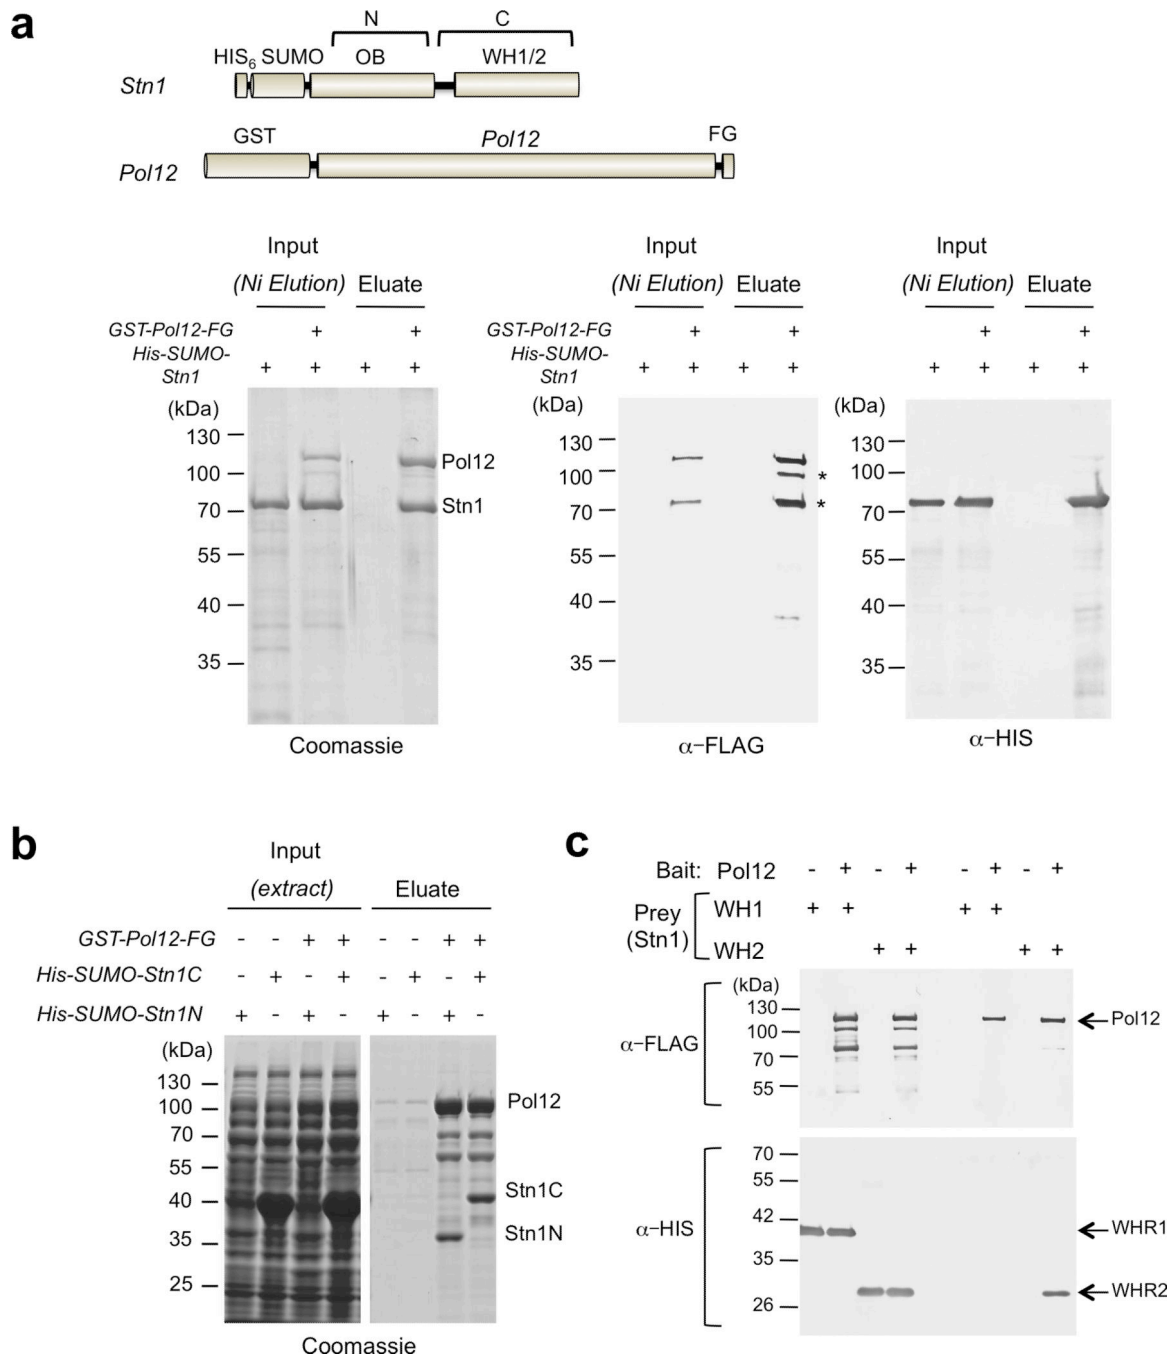 a
N C
HIS6 SUMO OB WH1/2
Stn1
GST Pol12 FG
Pol12
Input
(Ni Elution) Eluate
GST-Pol12-FG + +
His-SUMO-
Stn1 + + + +
(kDa)
130
100
70
55
40
35
Pol12
Stn1
Coomassie
Input
(Ni Elution) Eluate
GST-Pol12-FG + +
His-SUMO-
Stn1 + + + +
(kDa)
130
100 *
70 *
55
40
35
α-FLAG
Input
(Ni Elution) Eluate
+ +
+ + + +
(kDa)
130
100
70
55
40
35
α-HIS
b
Input
(extract) Eluate
GST-Pol12-FG - - + + - - + +
His-SUMO-Stn1C - + - + - + - +
His-SUMO-Stn1N + - + - + - + -
(kDa)
130
100
70
55
40
35
25
Pol12
Stn1C
Stn1N
Coomassie
c
Bait: Pol12 - + - + - + - +
Prey
(Stn1)
WH1 + + + +
WH2 + + + +
(kDa)
130
100
70
55
α-FLAG
Pol12
70
55
42
35
26
α-HIS
WHR1
WHR2